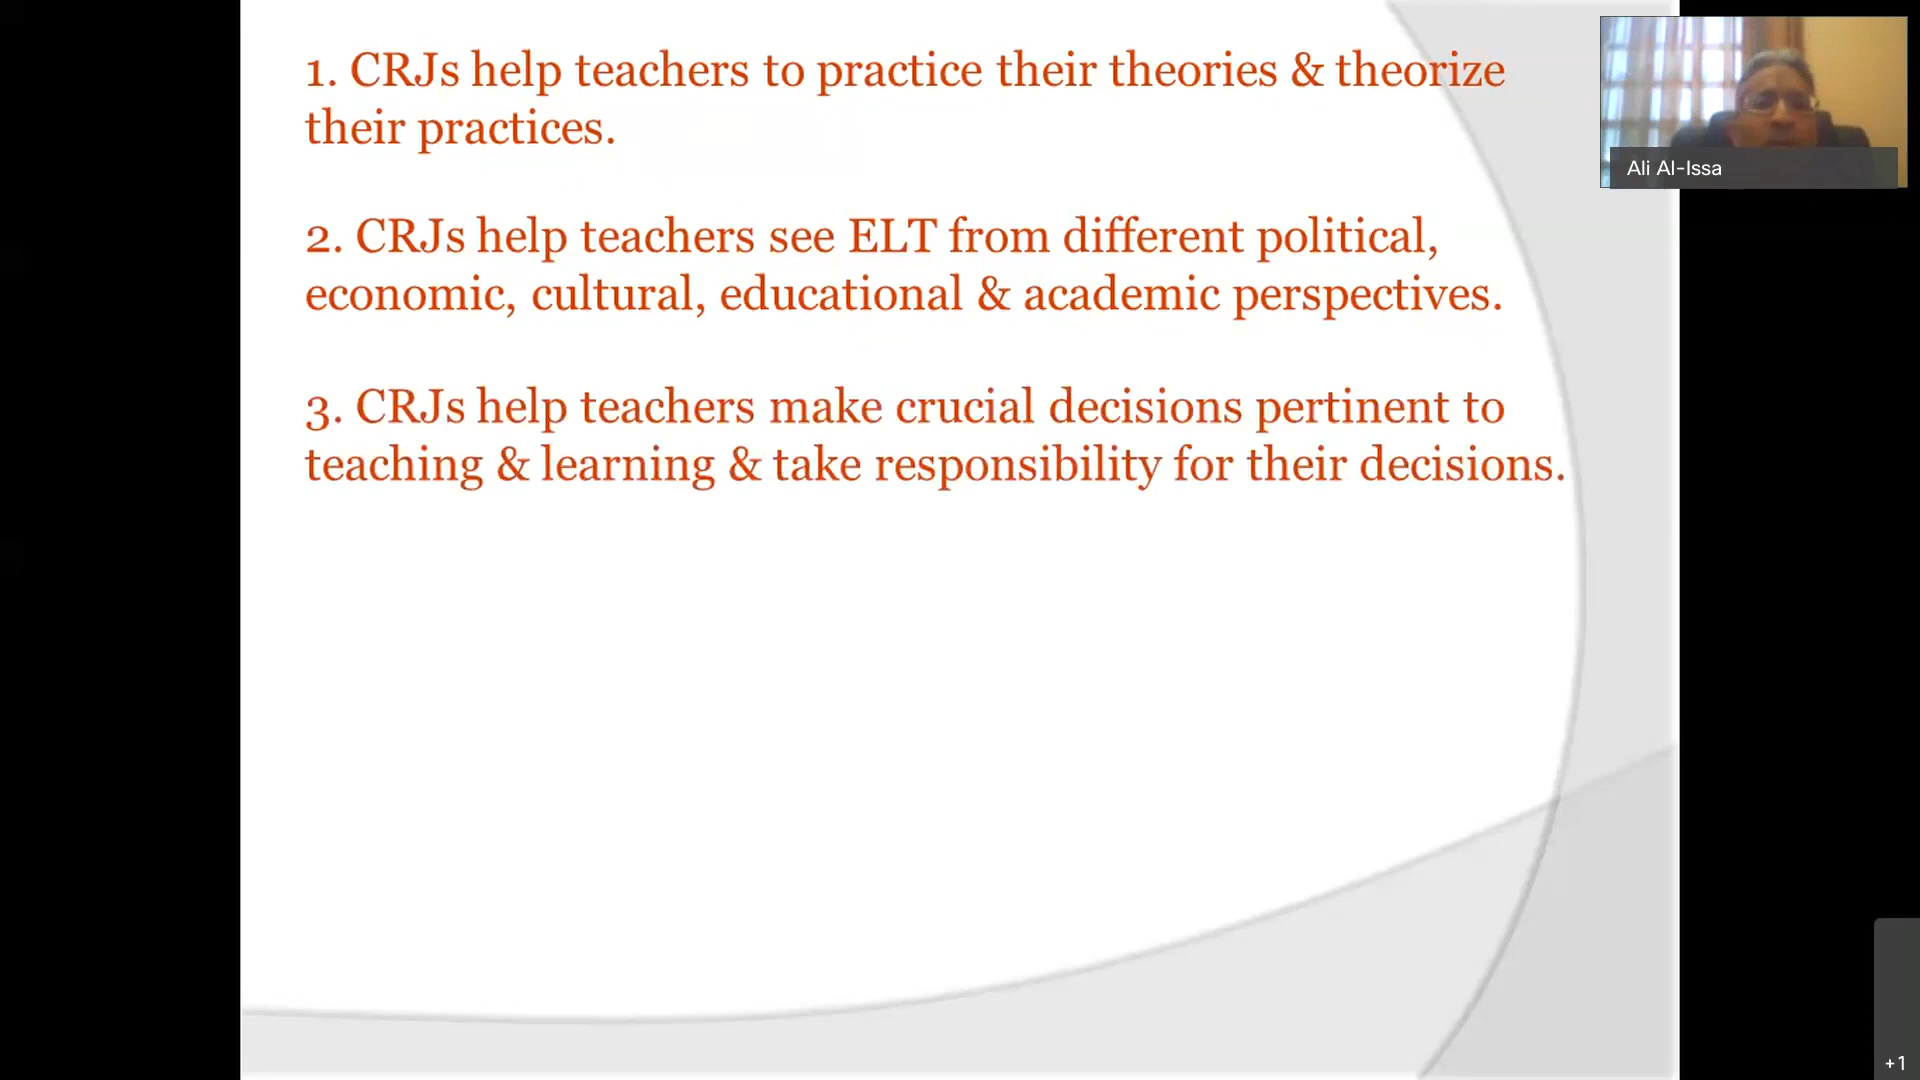 1. CRJs help teachers to practice their theories & theorize
their practices.
2. CRJs help teachers see ELT from different political,
economic, cultural, educational & academic perspectives.
3. CRJs help teachers make crucial decisions pertinent to
teaching & learning & take responsibility for their decisions.
Ali Al-Issa
+1